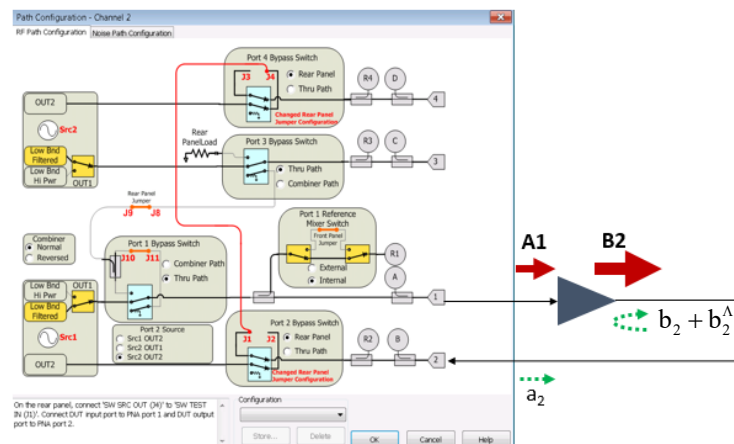 Path Configuration - Channel 2
RF Path Configuration
Noise Path Configuration
Port 4 Bypass Switch
J3
J4
Rear Panel
Thru Path
Changed Rear Panel
Jumper Configuration
R4
D
4
OUT2
Src2
Low Bnd
Filtered
Low Bnd
Hi Pwr
OUT1
Rear
PanelLoad
Port 3 Bypass Switch
Thru Path
Combiner Path
R3
C
3
Rear Panel
Jumper
J9
J8
Port 1 Reference
Mixer Switch
Front Panel
Jumper
External
Internal
R1
A
1
Combiner
Normal
Reversed
Port 1 Bypass Switch
J10
J11
Combiner Path
Thru Path
Low Bnd
Hi Pwr
Low Bnd
Filtered
OUT1
Src1
OUT2
Port 2 Source
Src1 OUT2
Src2 OUT1
Src2 OUT2
Port 2 Bypass Switch
J1
J2
Rear Panel
Thru Path
Changed Rear Panel
Jumper Configuration
R2
B
2
A1
B2
b₂ + b₂^Λ
a₂
On the rear panel, connect 'SW SRC OUT (J4)' to 'SW TEST
IN (J1)'. Connect DUT input port to PNA port 1 and DUT output
port to PNA port 2.
Configuration
Store...
Delete
OK
Cancel
Help